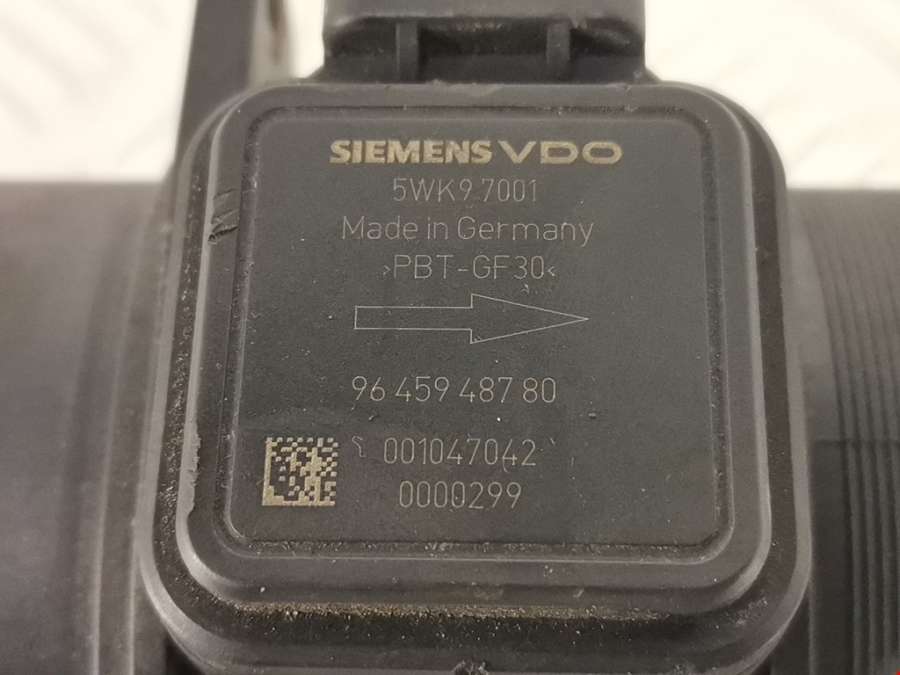 SIEMENS VDO
5WK9 7001
Made in Germany
>PBT-GF30<
96 459 487 80
001047042
0000299